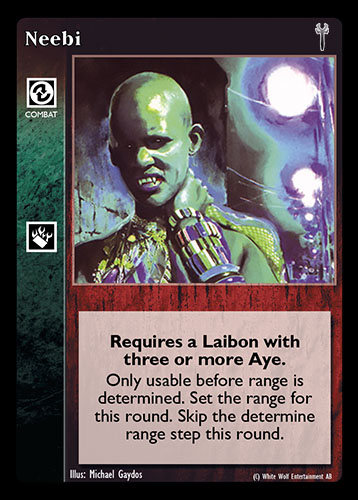 Neebi
COMBAT
Requires a Laibon with
three or more Aye.
Only usable before range is
determined. Set the range for
this round. Skip the determine
range step this round.
Illus: Michael Gaydos
(C) White Wolf Entertainment AB